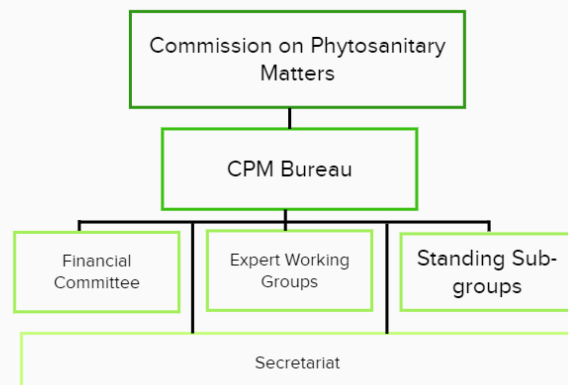 Commission on Phytosanitary
Matters
CPM Bureau
Financial
Committee
Expert Working
Groups
Standing Sub-
groups
Secretariat